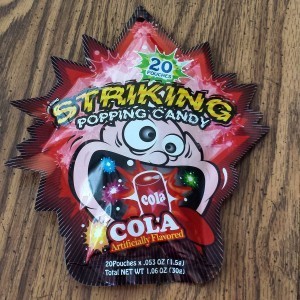 20
POUCHES
STRIKING
POPPING CANDY
cola
COLA
Artificially Flavored
20Pouches x .053 OZ (1.5g)
Total NET WT 1.06 OZ (30g)